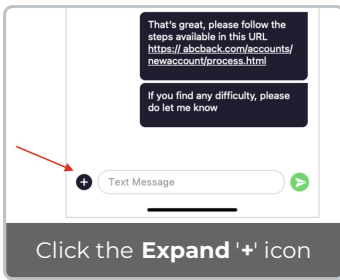 That's great, please follow the
steps available in this URL
https:// abcback.com/accounts/
newaccount/process.html
If you find any difficulty, please
do let me know
Text Message
Click the Expand '+' icon